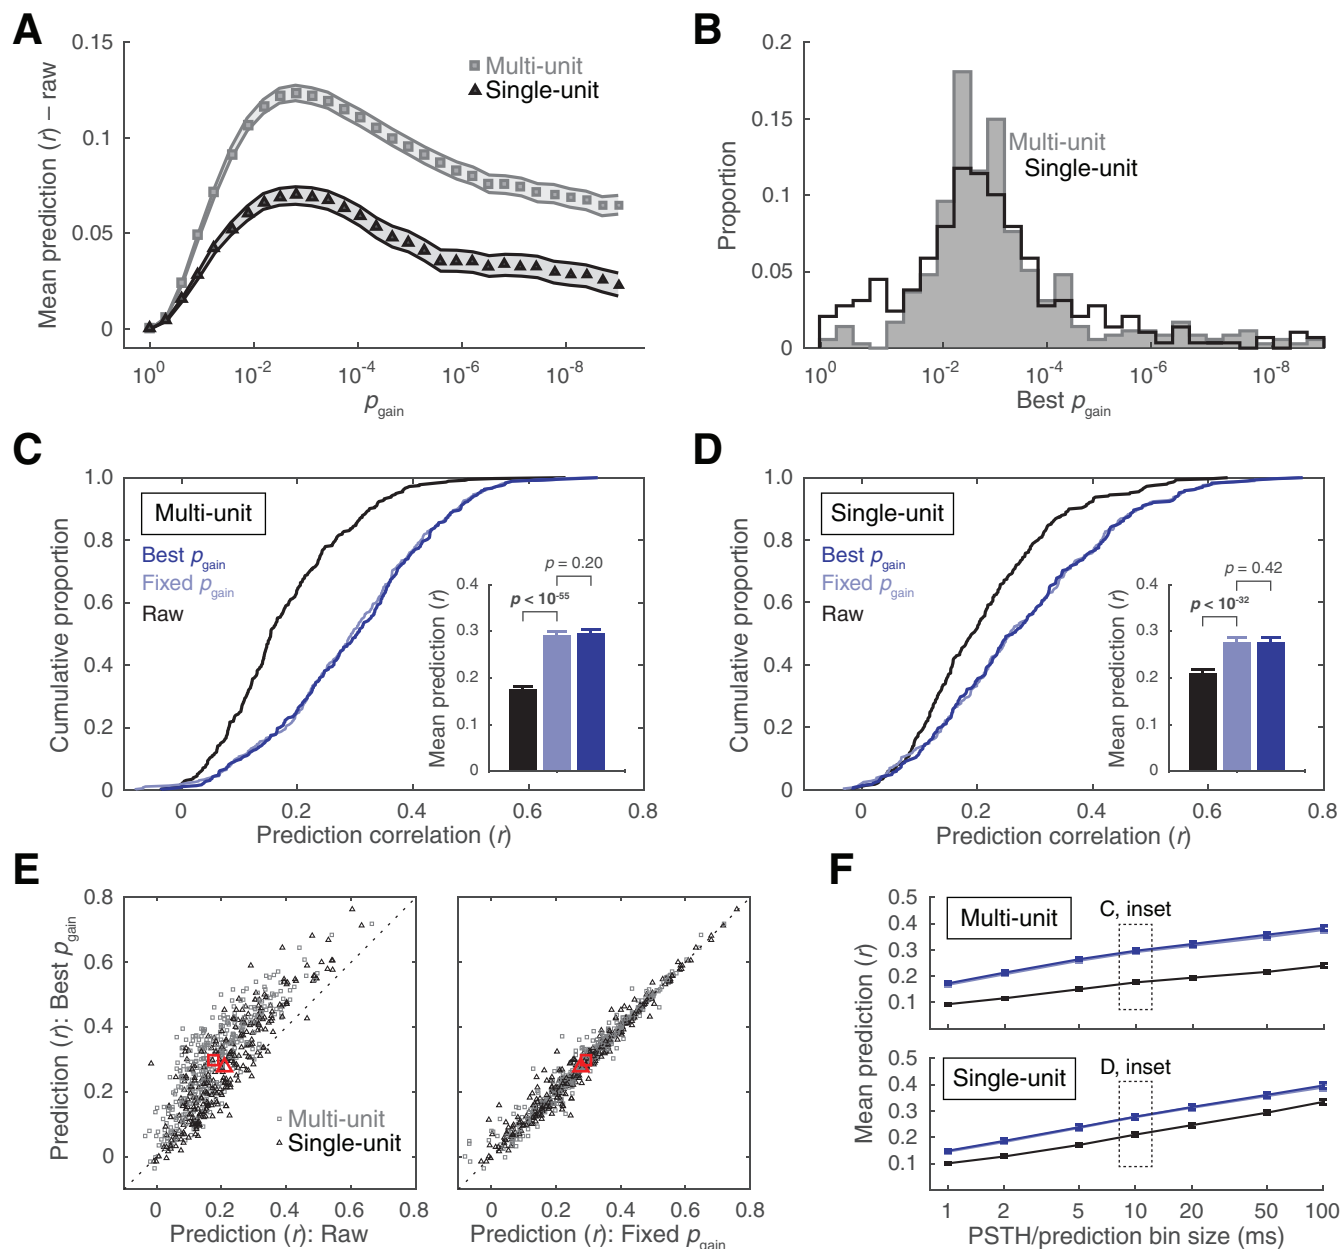 A
0.15
0.1
0.05
0
Mean prediction (r) – raw
Multi-unit
Single-unit
10^0 10^-2 10^-4 10^-6 10^-8
p_gain
B
0.2
0.15
0.1
0.05
0
Proportion
Multi-unit
Single-unit
10^0 10^-2 10^-4 10^-6 10^-8
Best p_gain
C
1.0
0.8
0.6
0.4
0.2
0
Cumulative proportion
Multi-unit
Best p_gain
Fixed p_gain
Raw
p = 0.20
p < 10^-55
0.4
0.3
0.2
0.1
0
Mean prediction (r)
0 0.2 0.4 0.6 0.8
Prediction correlation (r)
D
1.0
0.8
0.6
0.4
0.2
0
Cumulative proportion
Single-unit
Best p_gain
Fixed p_gain
Raw
p = 0.42
p < 10^-32
0.4
0.3
0.2
0.1
0
Mean prediction (r)
0 0.2 0.4 0.6 0.8
Prediction correlation (r)
E
0.8
0.6
0.4
0.2
0
Prediction (r): Best p_gain
Multi-unit
Single-unit
0 0.2 0.4 0.6 0.8
Prediction (r): Raw
0 0.2 0.4 0.6 0.8
Prediction (r): Fixed p_gain
F
0.5
0.4
0.3
0.2
0.1
Multi-unit
C, inset
Mean prediction (r)
0.5
0.4
0.3
0.2
0.1
Single-unit
D, inset
1 2 5 10 20 50 100
PSTH/prediction bin size (ms)